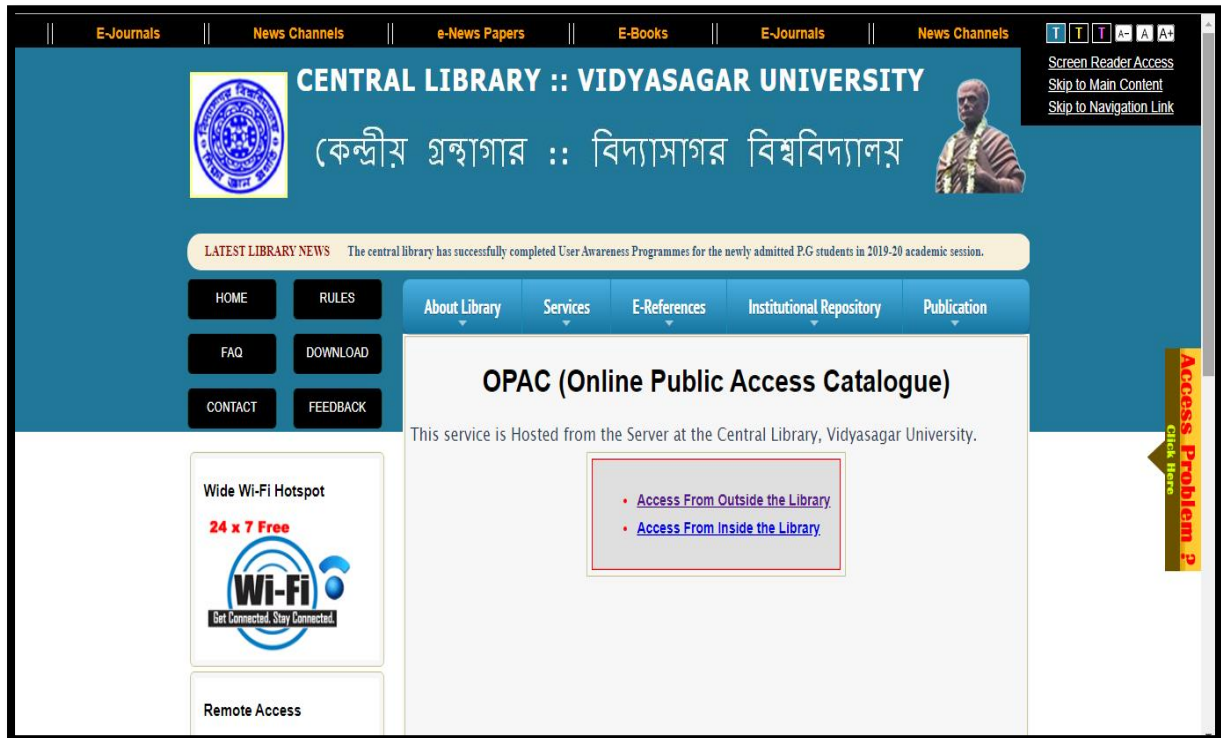 || E-Journals || News Channels || e-News Papers || E-Books || E-Journals || News Channels
T T T A- A A+
Screen Reader Access
Skip to Main Content
Skip to Navigation Link
CENTRAL LIBRARY :: VIDYASAGAR UNIVERSITY
কেন্দ্রীয় গ্রন্থাগার :: বিদ্যাসাগর বিশ্ববিদ্যালয়
LATEST LIBRARY NEWS The central library has successfully completed User Awareness Programmes for the newly admitted P.G students in 2019-20 academic session.
HOME RULES
FAQ DOWNLOAD
CONTACT FEEDBACK
About Library Services E-References Institutional Repository Publication
OPAC (Online Public Access Catalogue)
This service is Hosted from the Server at the Central Library, Vidyasagar University.
• Access From Outside the Library
• Access From Inside the Library
Access Problem ?
Click Here
Wide Wi-Fi Hotspot
24 x 7 Free
Wi-Fi
Get Connected. Stay Connected.
Remote Access